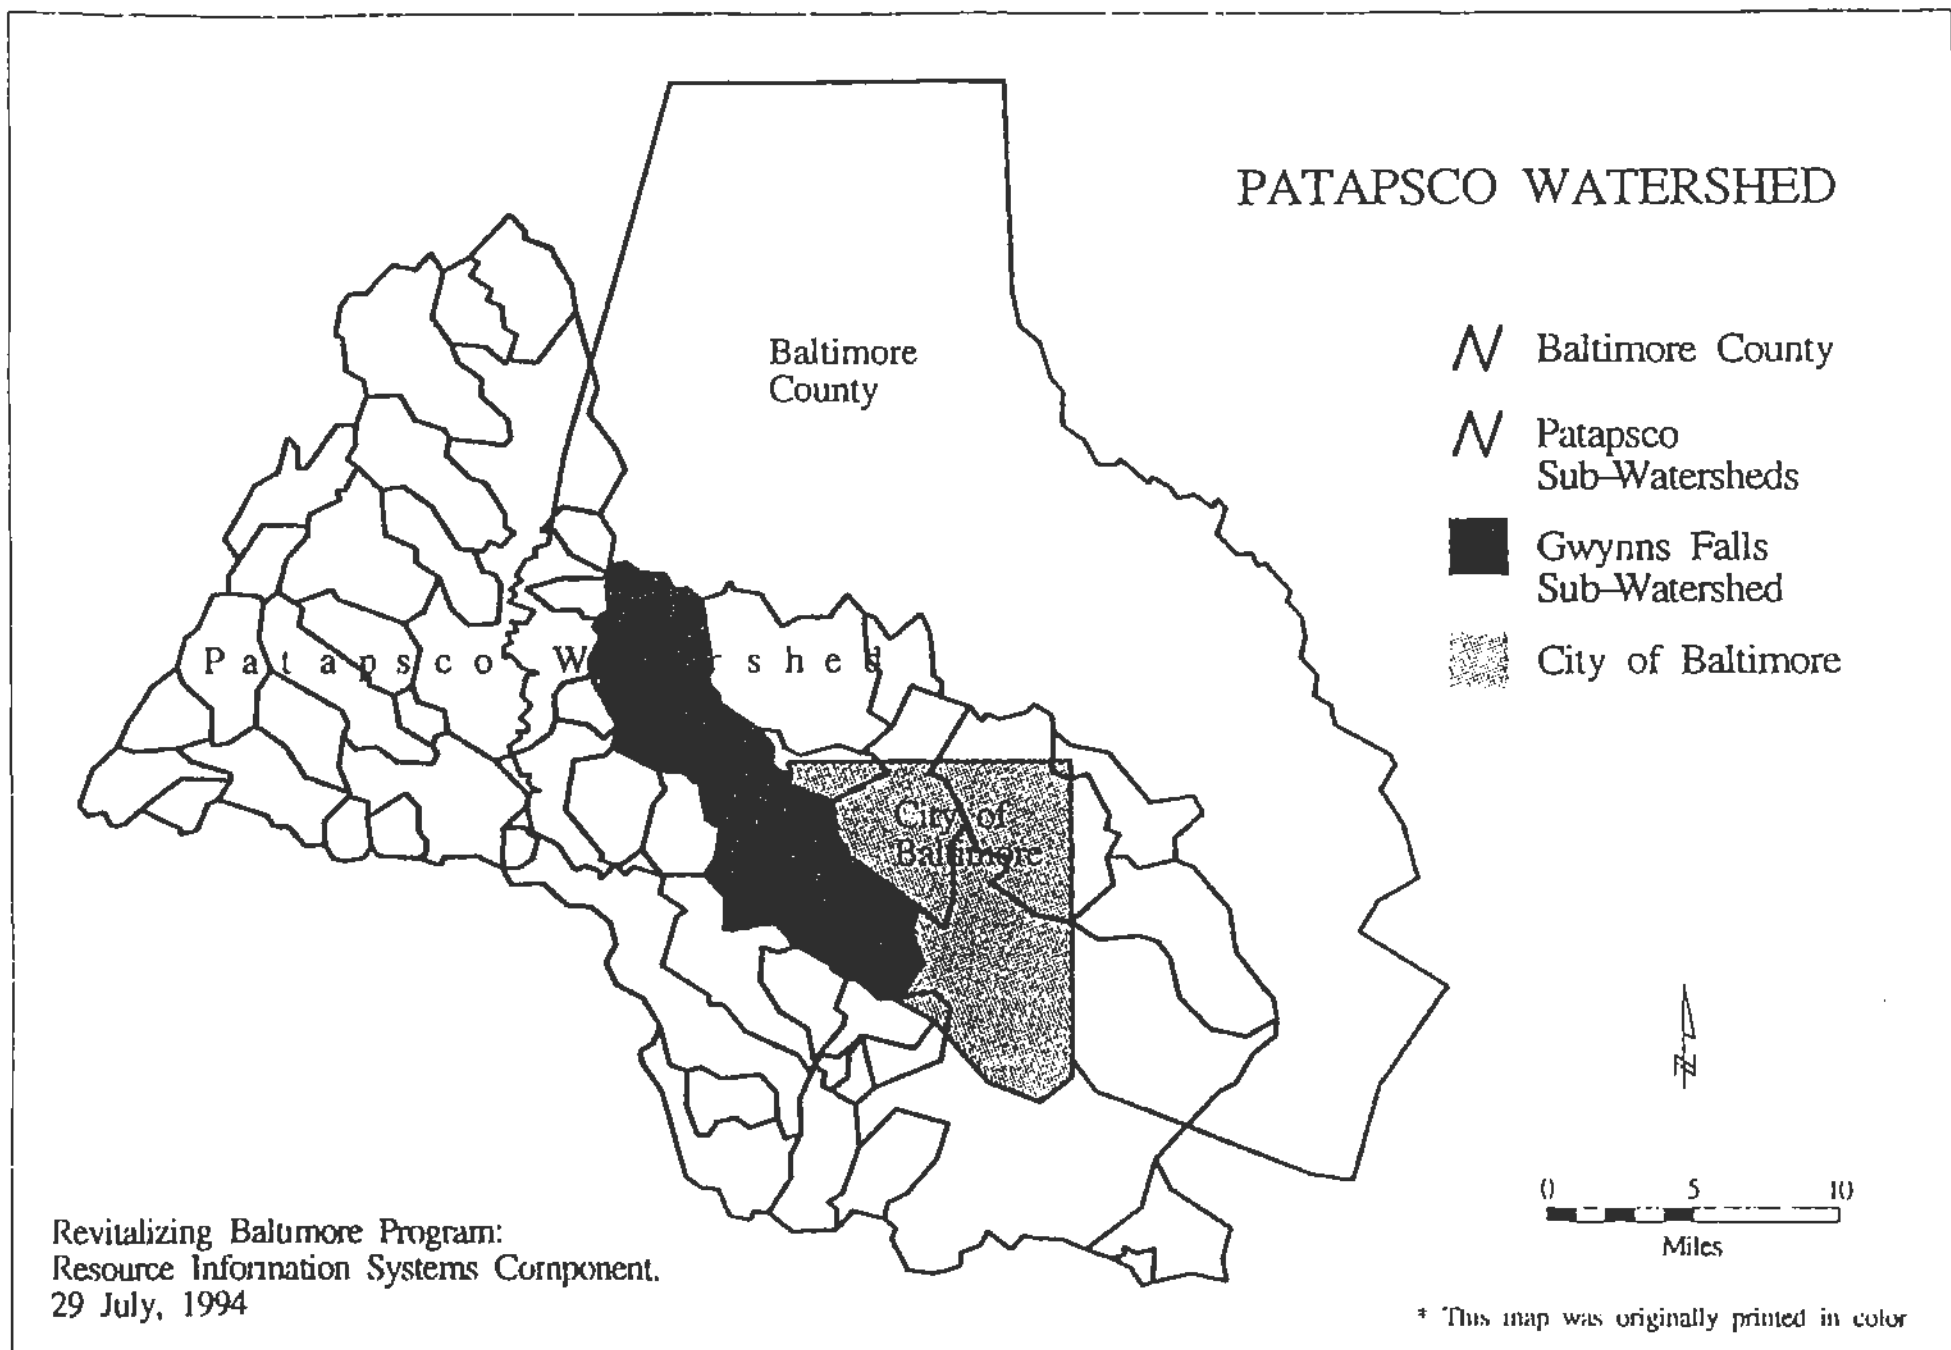 PATAPSCO WATERSHED
Baltimore
County
Baltimore County
Patapsco
Sub-Watersheds
Gwynns Falls
Sub-Watershed
City of Baltimore
Patapsco W rshed
City of
Baltimore
0 5 10
Miles
Revitalizing Baltimore Program:
Resource Information Systems Component.
29 July, 1994
* This map was originally printed in color